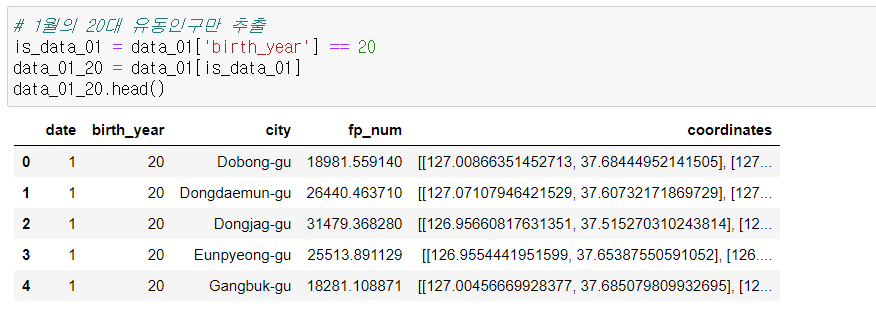 # 1월의 20대 유동인구만 추출
is_data_01 = data_01['birth_year'] == 20
data_01_20 = data_01[is_data_01]
data_01_20.head()
date birth_year city fp_num coordinates
0 1 20 Dobong-gu 18981.559140 [[127.00866351452713, 37.68444952141505], [127...
1 1 20 Dongdaemun-gu 26440.463710 [[127.07107946421529, 37.60732171869729], [127...
2 1 20 Dongjag-gu 31479.368280 [[126.95660817631351, 37.515270310243814], [12...
3 1 20 Eunpyeong-gu 25513.891129 [[126.9554441951599, 37.65387550591052], [126....
4 1 20 Gangbuk-gu 18281.108871 [[127.00456669928377, 37.685079809932695], [12...